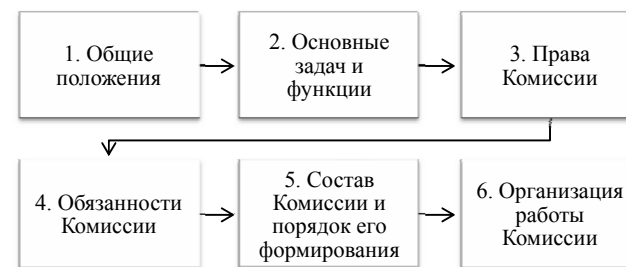 1. Общие
положения
2. Основные
задач и
функции
3. Права
Комиссии
4. Обязанности
Комиссии
5. Состав
Комиссии и
порядок его
формирования
6. Организация
работы
Комиссии